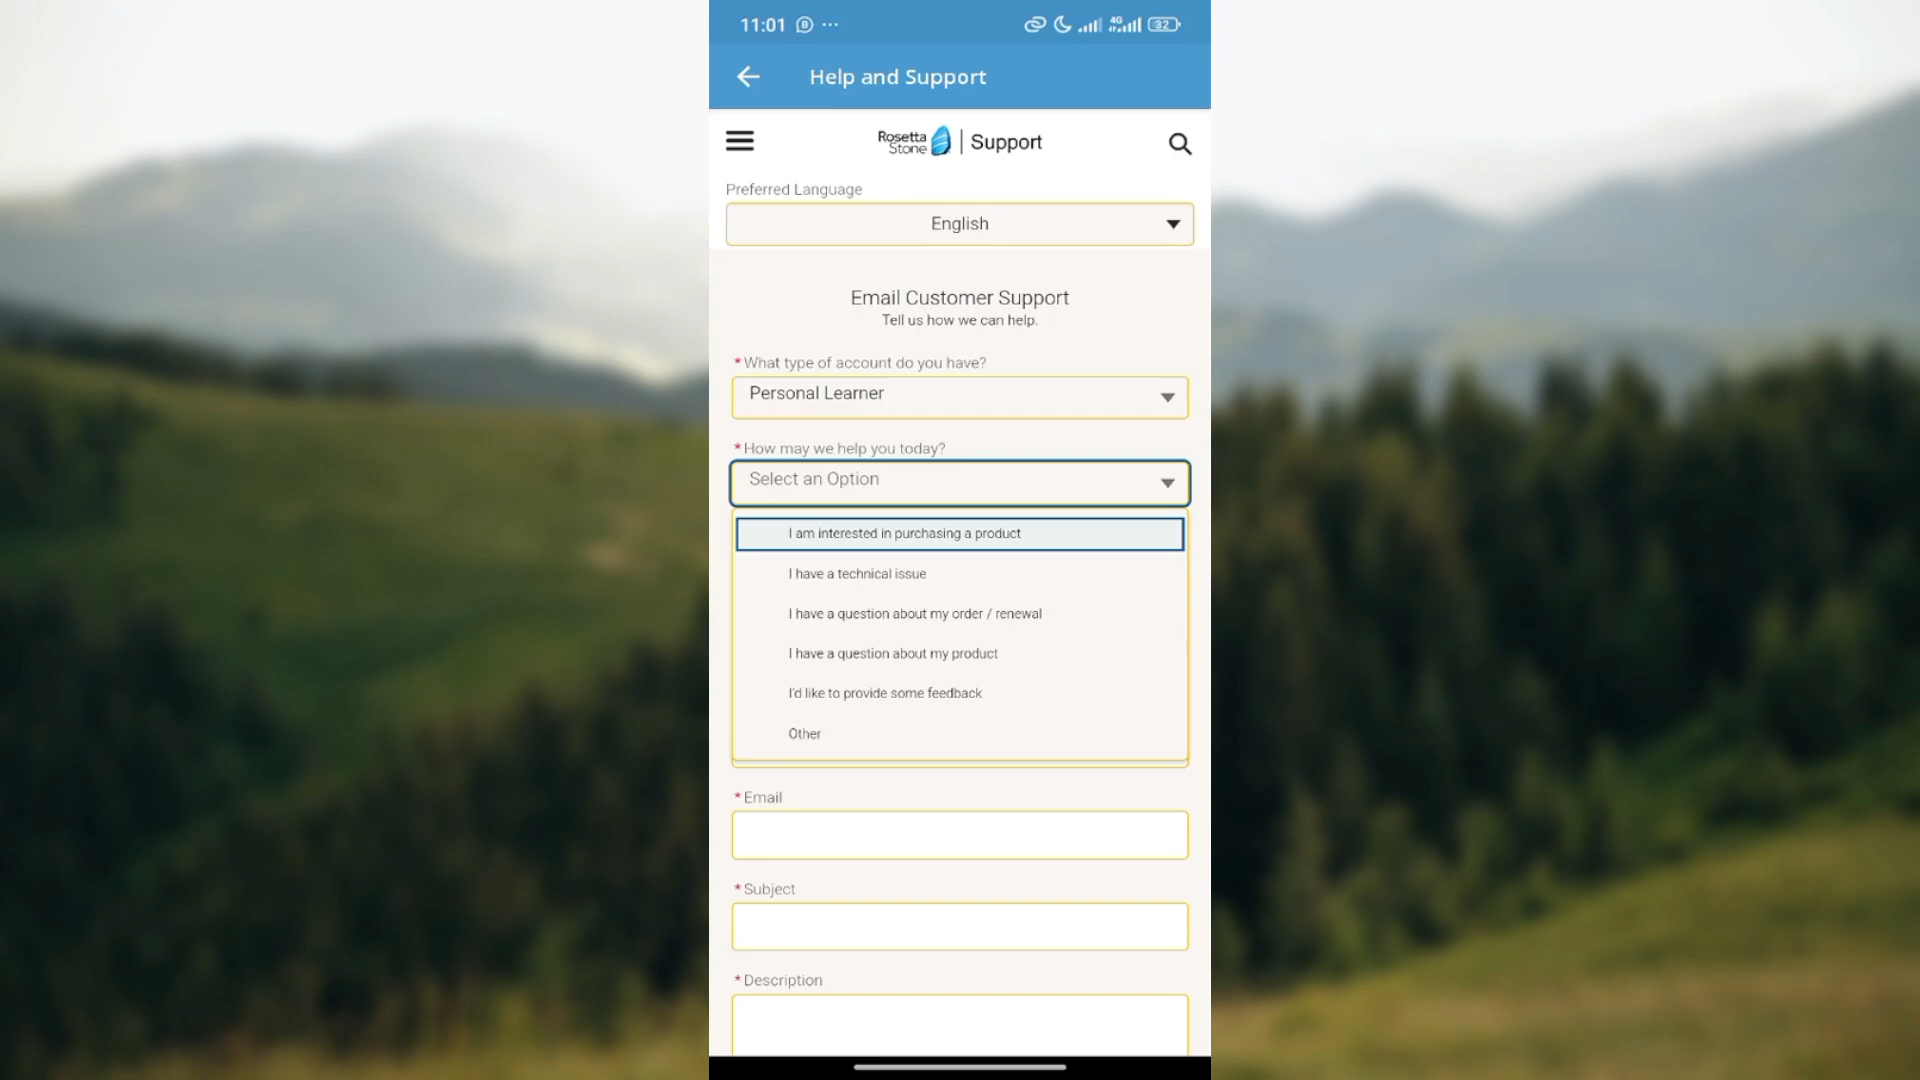 11:01
4G
32
Help and Support
Rosetta Stone | Support
Preferred Language
English
Email Customer Support
Tell us how we can help.
* What type of account do you have?
Personal Learner
* How may we help you today?
Select an Option
I am interested in purchasing a product
I have a technical issue
I have a question about my order / renewal
I have a question about my product
I'd like to provide some feedback
Other
* Email
* Subject
* Description